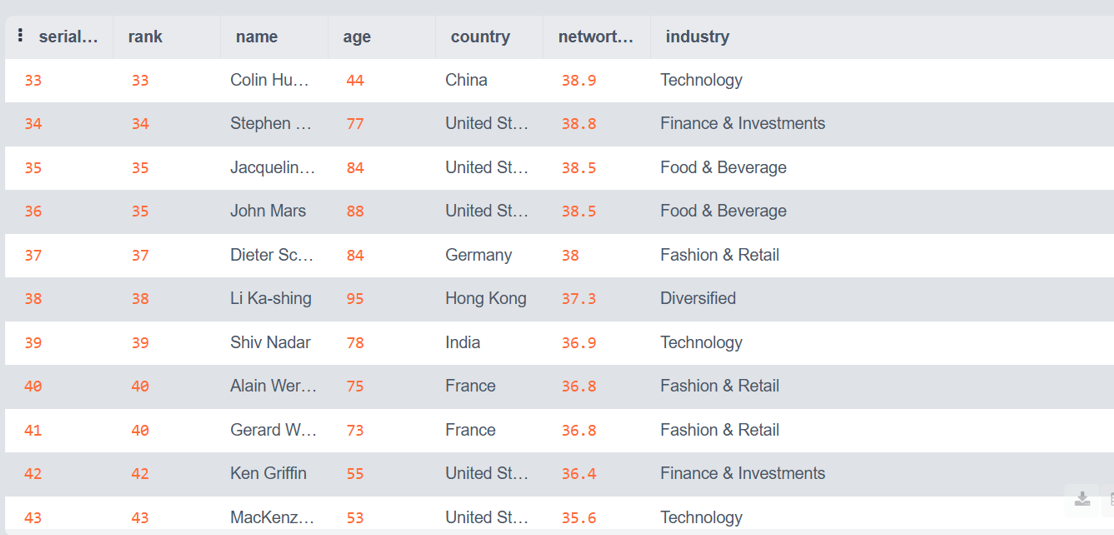 serial... rank name age country networt... industry
33 33 Colin Hu... 44 China 38.9 Technology
34 34 Stephen ... 77 United St... 38.8 Finance & Investments
35 35 Jacquelin... 84 United St... 38.5 Food & Beverage
36 35 John Mars 88 United St... 38.5 Food & Beverage
37 37 Dieter Sc... 84 Germany 38 Fashion & Retail
38 38 Li Ka-shing 95 Hong Kong 37.3 Diversified
39 39 Shiv Nadar 78 India 36.9 Technology
40 40 Alain Wer... 75 France 36.8 Fashion & Retail
41 40 Gerard W... 73 France 36.8 Fashion & Retail
42 42 Ken Griffin 55 United St... 36.4 Finance & Investments
43 43 MacKenz... 53 United St... 35.6 Technology